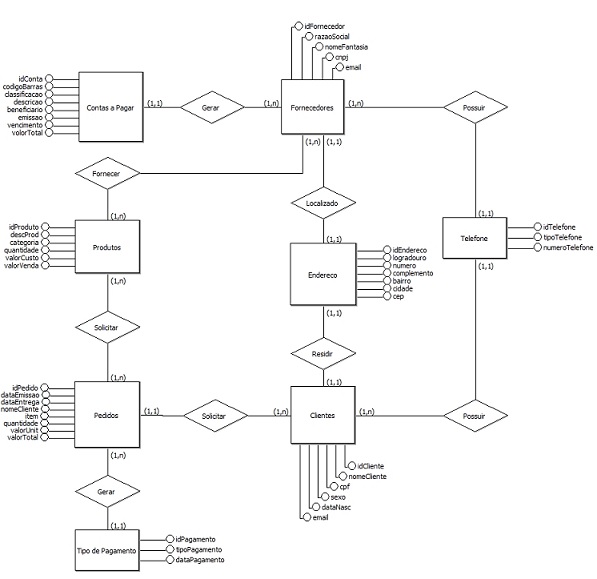 idFornecedor
razaoSocial
nomeFantasia
cnpj
email
idConta
codigoBarras
classificacao
descricao
beneficiario
emissao
vencimento
volorTotal
Contas a Pagar
(1,1)
Gerar
(1,n)
Fornecedores
(1,n)
Possuir
(1,n)
(1,1)
Fornecer
Localizado
(1,n)
(1,1)
(1,1)
idProduto
descProd
categoria
quantidade
valorCusto
valorVenda
Produtos
Telefone
idTelefone
tipoTelefone
numeroTelefone
idEndereco
logradouro
numero
complemento
bairro
cidade
cep
Endereco
(1,1)
(1,n)
(1,1)
Solicitar
Residir
(1,n)
(1,1)
idPedido
dataEmissao
dataEntrega
nomeCliente
item
quantidade
valorUnit
valorTotal
Pedidos
(1,1)
Solicitar
(1,n)
Clientes
(1,n)
Possuir
(1,n)
idCliente
nomeCliente
cpf
sexo
dataNasc
email
Gerar
(1,1)
Tipo de Pagamento
idPagamento
tipoPagamento
dataPagamento